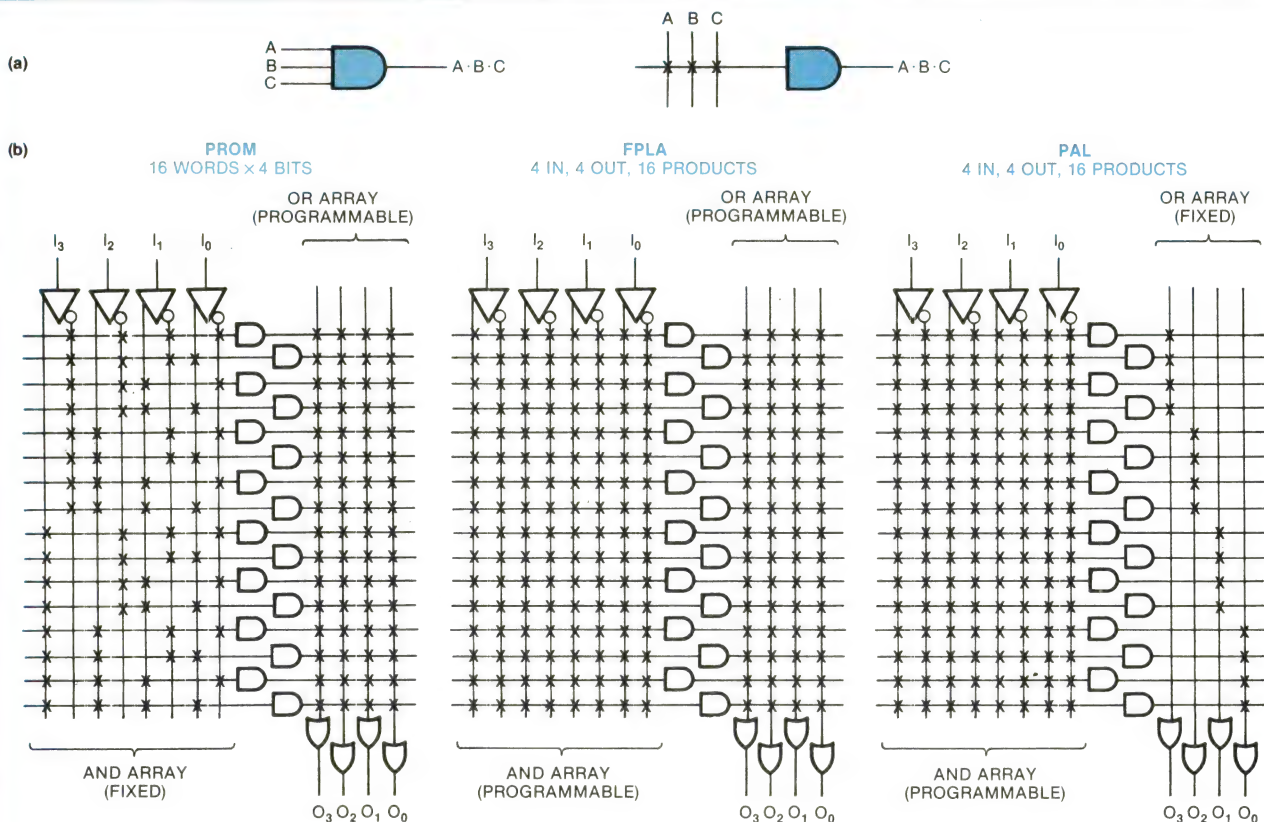 (a)
A
B
C
A·B·C
A B C
A·B·C
(b)
PROM
16 WORDS × 4 BITS
OR ARRAY
(PROGRAMMABLE)
I₃ I₂ I₁ I₀
AND ARRAY
(FIXED)
O₃ O₂ O₁ O₀
FPLA
4 IN, 4 OUT, 16 PRODUCTS
OR ARRAY
(PROGRAMMABLE)
I₃ I₂ I₁ I₀
AND ARRAY
(PROGRAMMABLE)
O₃ O₂ O₁ O₀
PAL
4 IN, 4 OUT, 16 PRODUCTS
OR ARRAY
(FIXED)
I₃ I₂ I₁ I₀
AND ARRAY
(PROGRAMMABLE)
O₃ O₂ O₁ O₀